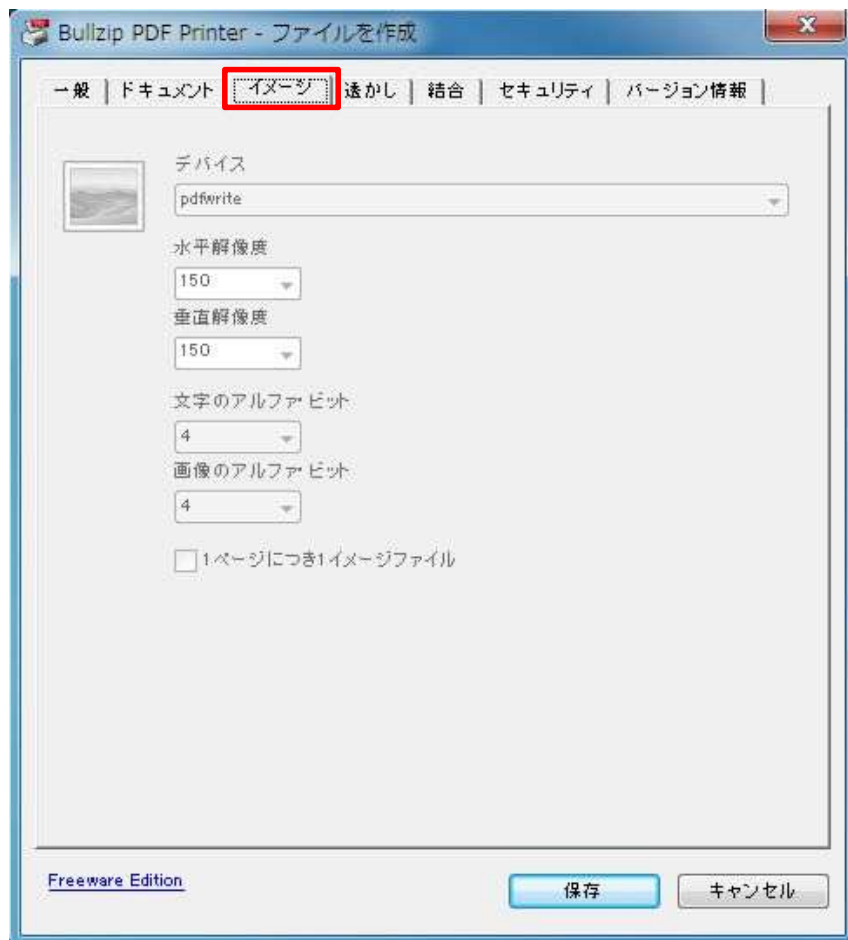 Bullzip PDF Printer - ファイルを作成
一般 ドキュメント イメージ 透かし 結合 セキュリティ バージョン情報
デバイス
pdfwrite
水平解像度
150
垂直解像度
150
文字のアルファ・ビット
4
画像のアルファ・ビット
4
1ページにつき1イメージファイル
Freeware Edition 保存 キャンセル